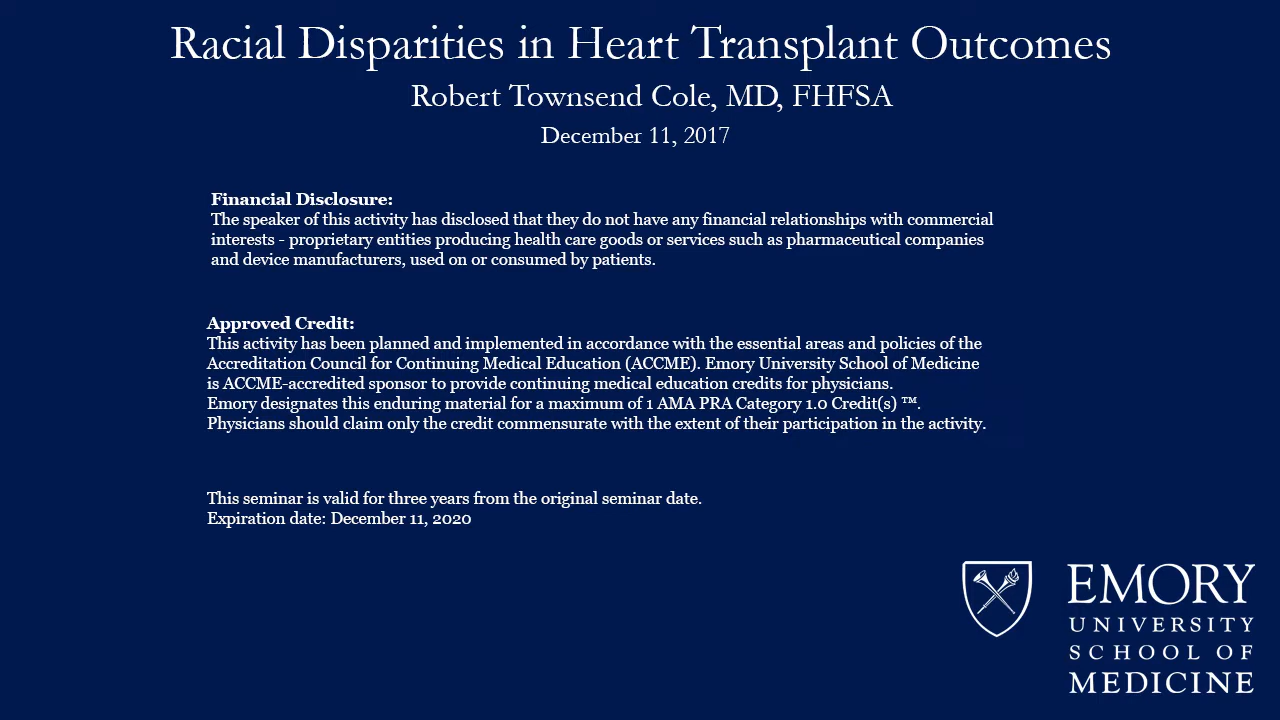 Racial Disparities in Heart Transplant Outcomes
Robert Townsend Cole, MD, FHFSA
December 11, 2017
Financial Disclosure:
The speaker of this activity has disclosed that they do not have any financial relationships with commercial
interests - proprietary entities producing health care goods or services such as pharmaceutical companies
and device manufacturers, used on or consumed by patients.
Approved Credit:
This activity has been planned and implemented in accordance with the essential areas and policies of the
Accreditation Council for Continuing Medical Education (ACCME). Emory University School of Medicine
is ACCME-accredited sponsor to provide continuing medical education credits for physicians.
Emory designates this enduring material for a maximum of 1 AMA PRA Category 1.0 Credit(s) ™.
Physicians should claim only the credit commensurate with the extent of their participation in the activity.
This seminar is valid for three years from the original seminar date.
Expiration date: December 11, 2020
EMORY
UNIVERSITY
SCHOOL OF
MEDICINE